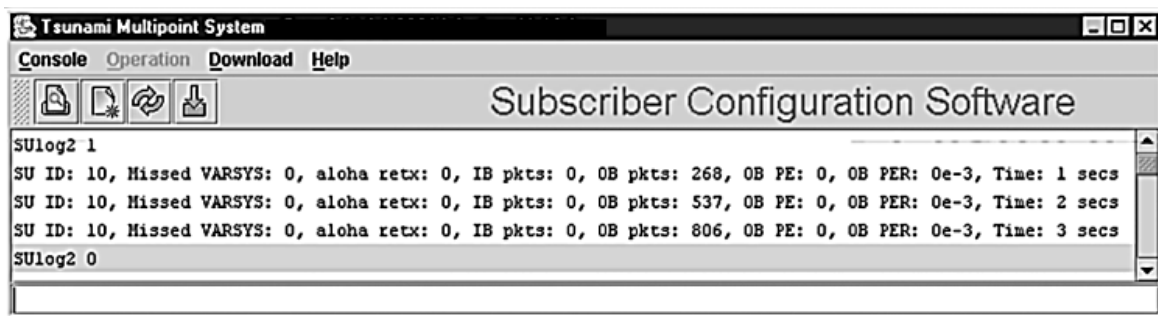 Tsunami Multipoint System
Console Operation Download Help
Subscriber Configuration Software
SUlog2 1
SU ID: 10, Missed VARSYS: 0, aloha retx: 0, IB pkts: 0, OB pkts: 268, OB PE: 0, OB PER: 0e-3, Time: 1 secs
SU ID: 10, Missed VARSYS: 0, aloha retx: 0, IB pkts: 0, OB pkts: 537, OB PE: 0, OB PER: 0e-3, Time: 2 secs
SU ID: 10, Missed VARSYS: 0, aloha retx: 0, IB pkts: 0, OB pkts: 806, OB PE: 0, OB PER: 0e-3, Time: 3 secs
SUlog2 0